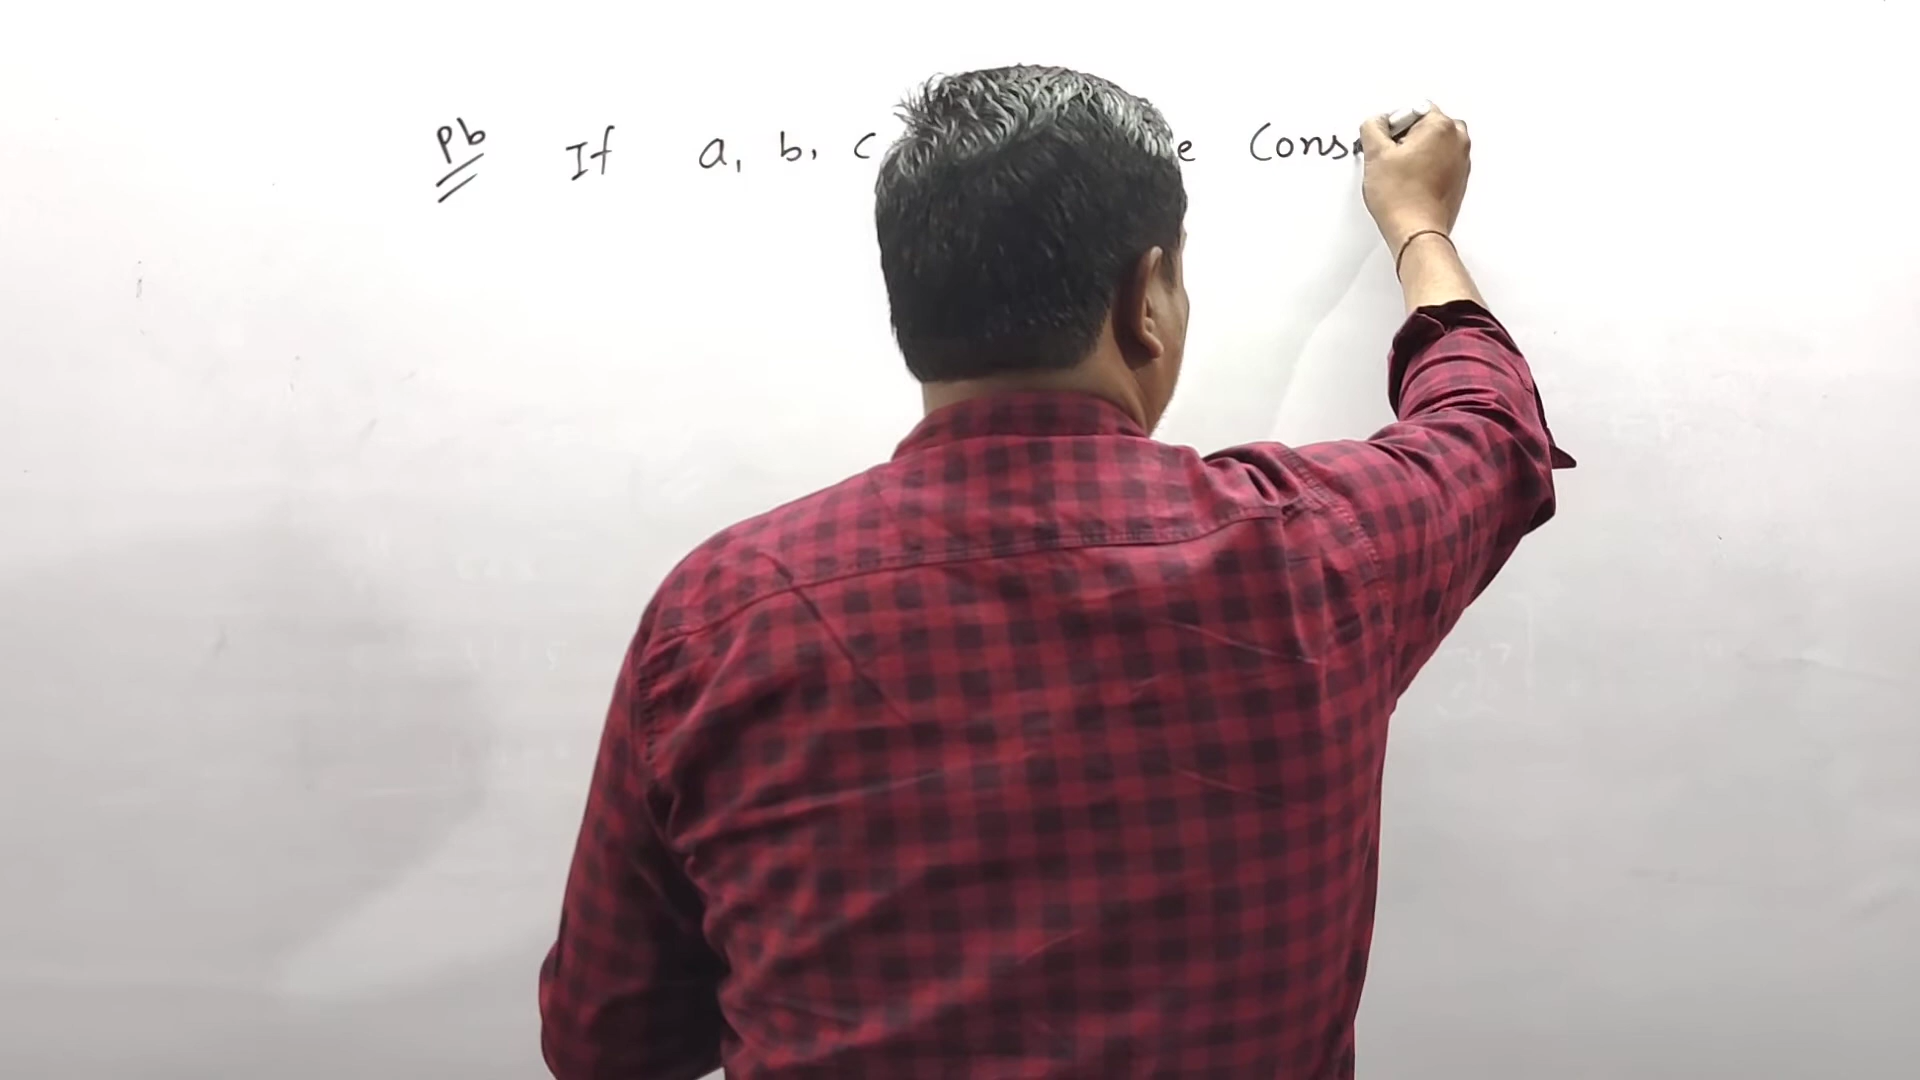 Pb If a, b, c e Cons